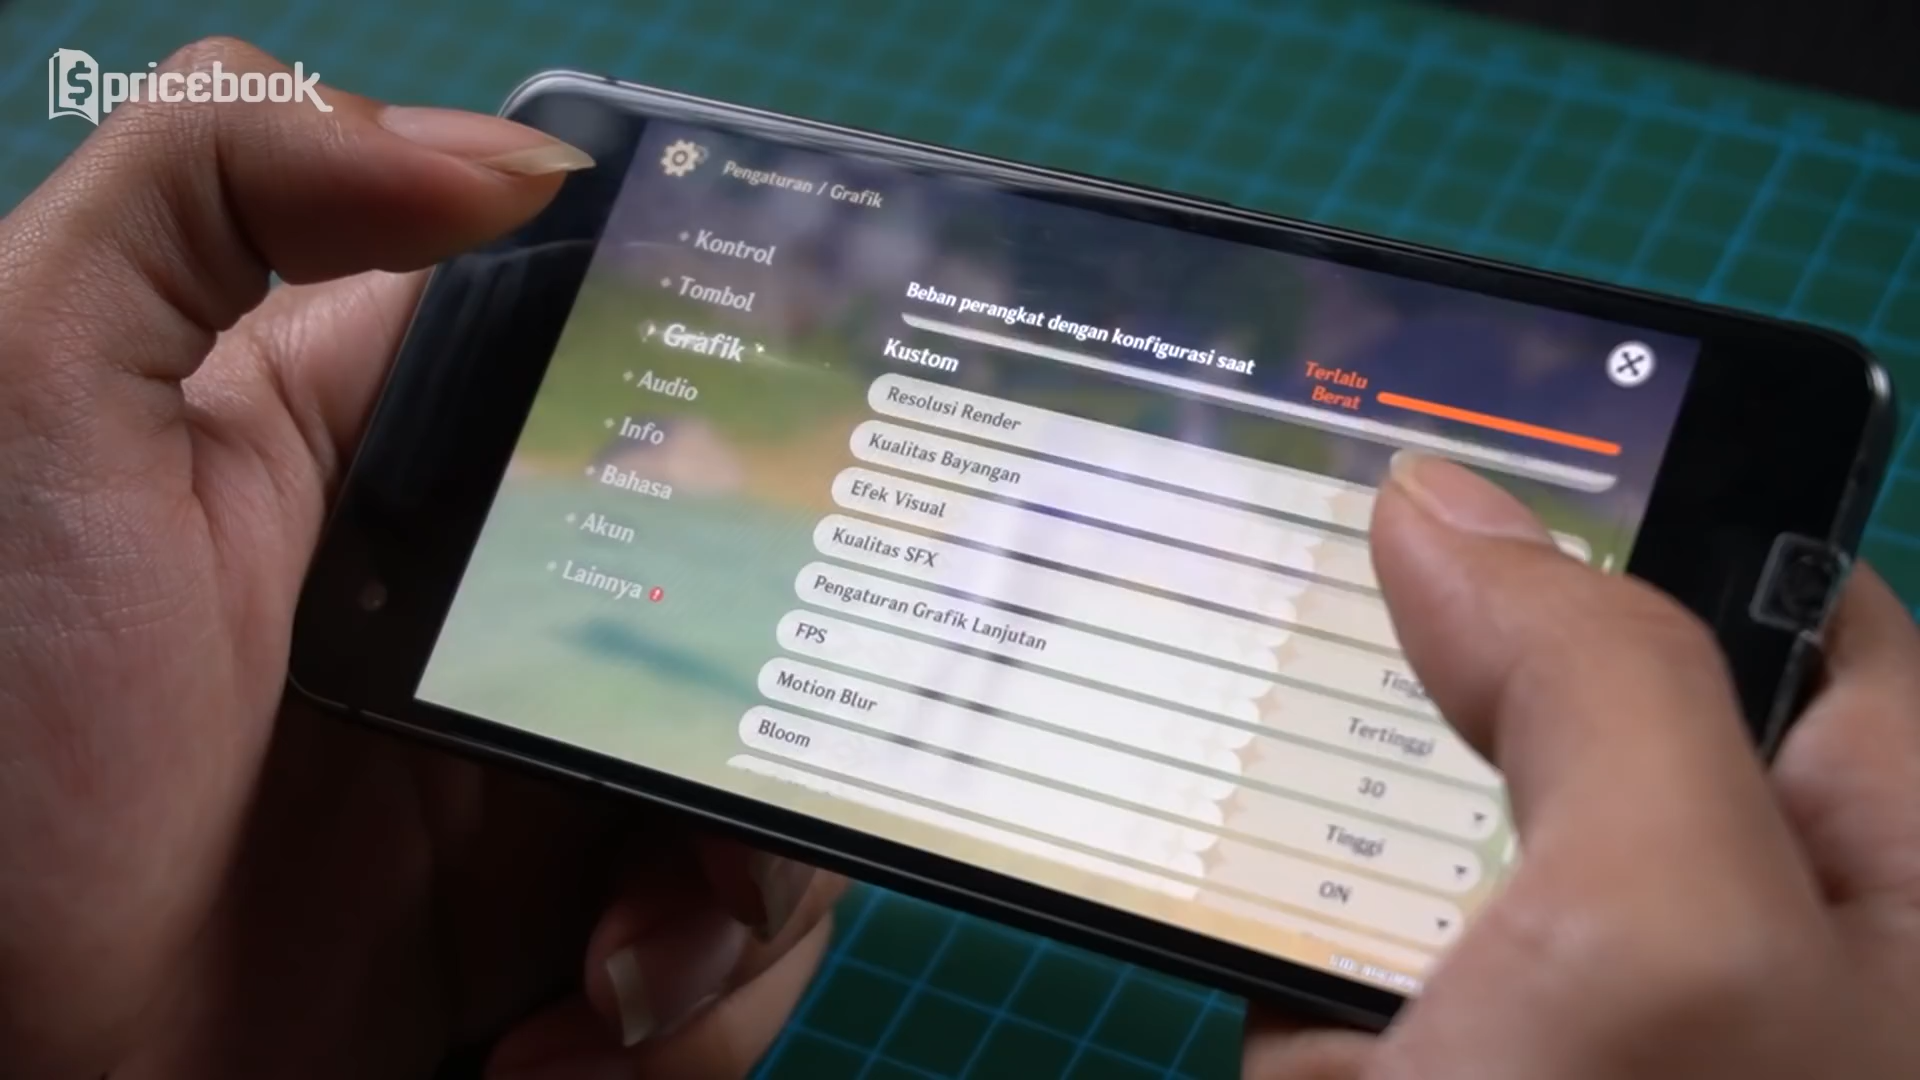 pricebook
Pengaturan / Grafik
Kontrol
Tombol
Grafik
Audio
Info
Bahasa
Akun
Lainnya
Beban perangkat dengan konfigurasi saat
Terlalu
Berat
Kustom
Resolusi Render
Kualitas Bayangan
Efek Visual
Kualitas SFX
Pengaturan Grafik Lanjutan
FPS
Tertinggi
Motion Blur
30
Bloom
Tinggi
ON